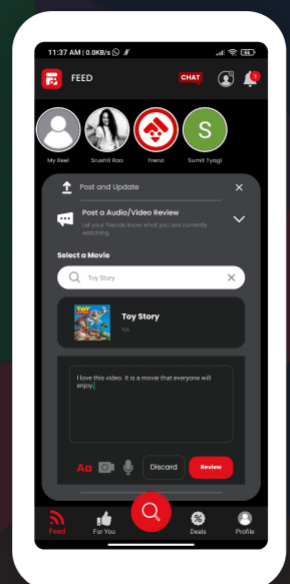 11:37 AM | 0.0KB/s
FEED
CHAT
My Reel
Srushti Rao
Frenzi
Sumit Tyagi
S
Post and Update
Post a Audio/Video Review
Let your friends know what you are currently
watching.
Select a Movie
Toy Story
Toy Story
NA
I love this video. It is a movie that everyone will
enjoy.
Aa
Discard
Review
Feed
For You
Deals
Profile